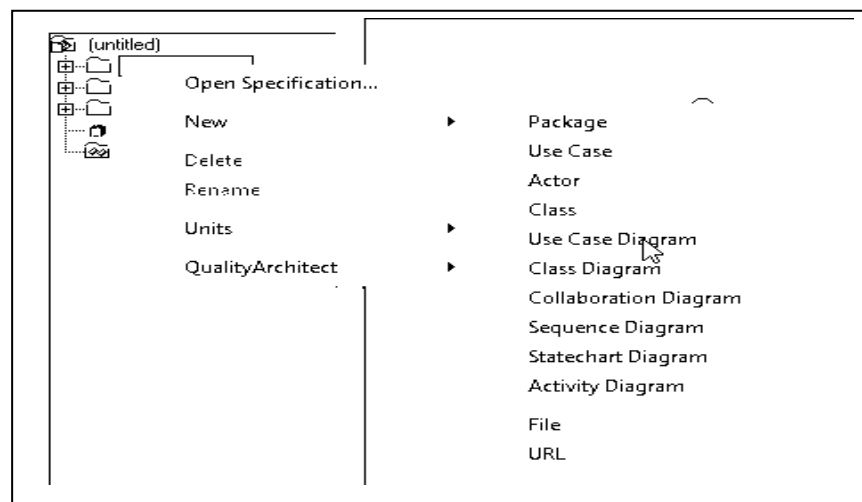 (untitled)
Open Specification...
New
Delete
Rename
Units
QualityArchitect
Package
Use Case
Actor
Class
Use Case Diagram
Class Diagram
Collaboration Diagram
Sequence Diagram
Statechart Diagram
Activity Diagram
File
URL